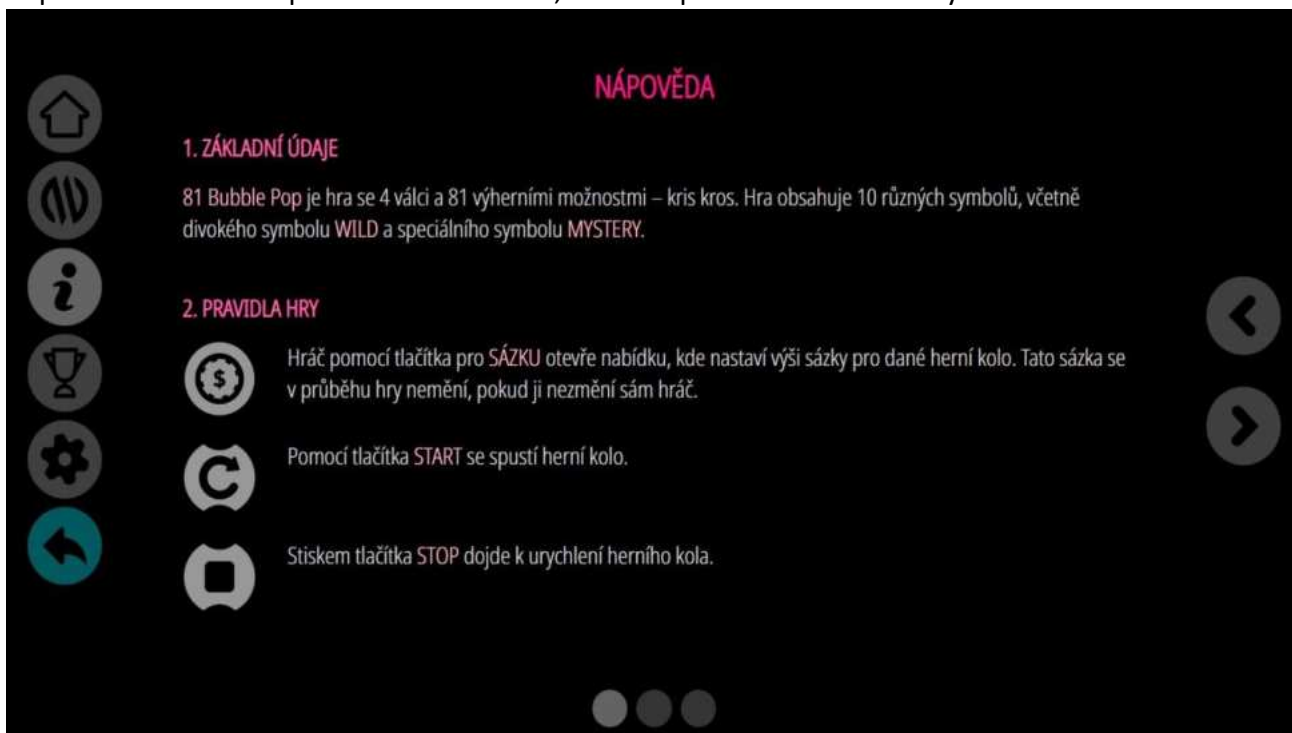 NÁPOVĚDA
1. ZÁKLADNÍ ÚDAJE
81 Bubble Pop je hra se 4 válci a 81 výherními možnostmi – kris kros. Hra obsahuje 10 různých symbolů, včetně
divokého symbolu WILD a speciálního symbolu MYSTERY.
2. PRAVIDLA HRY
Hráč pomocí tlačítka pro SÁZKU otevře nabídku, kde nastaví výši sázky pro dané herní kolo. Tato sázka se
v průběhu hry nemění, pokud ji nezmění sám hráč.
Pomocí tlačítka START se spustí herní kolo.
Stiskem tlačítka STOP dojde k urychlení herního kola.